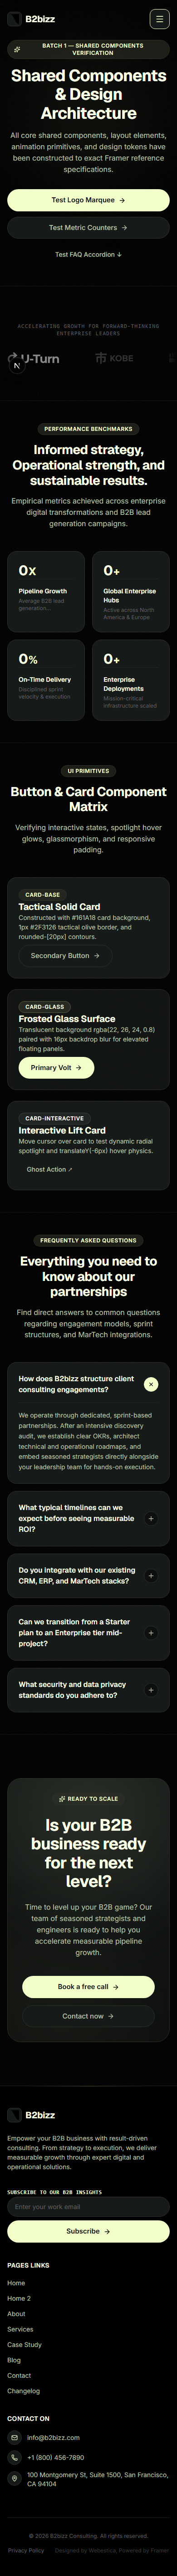 B2bizz
BATCH 1 — SHARED COMPONENTS
VERIFICATION
Shared Components
& Design
Architecture
All core shared components, layout elements,
animation primitives, and design tokens have
been constructed to exact Framer reference
specifications.
Test Logo Marquee →
Test Metric Counters →
Test FAQ Accordion ↓
ACCELERATING GROWTH FOR FORWARD-THINKING
ENTERPRISE LEADERS
U-Turn
KOBE
N
PERFORMANCE BENCHMARKS
Informed strategy,
Operational strength, and
sustainable results.
Empirical metrics achieved across enterprise
digital transformations and B2B lead
generation campaigns.
0X
Pipeline Growth
Average B2B lead
generation...
0+
Global Enterprise
Hubs
Active across North
America & Europe
0%
On-Time Delivery
Disciplined sprint
velocity & execution
0+
Enterprise
Deployments
Mission-critical
infrastructure scaled
UI PRIMITIVES
Button & Card Component
Matrix
Verifying interactive states, spotlight hover
glows, glassmorphism, and responsive
padding.
CARD-BASE
Tactical Solid Card
Constructed with #161A18 card background,
1px #2F3126 tactical olive border, and
rounded-[20px] contours.
Secondary Button →
CARD-GLASS
Frosted Glass Surface
Translucent background rgba(22, 26, 24, 0.8)
paired with 16px backdrop blur for elevated
floating panels.
Primary Volt →
CARD-INTERACTIVE
Interactive Lift Card
Move cursor over card to test dynamic radial
spotlight and translateY(-6px) hover physics.
Ghost Action ↗
FREQUENTLY ASKED QUESTIONS
Everything you need to
know about our
partnerships
Find direct answers to common questions
regarding engagement models, sprint
structures, and MarTech integrations.
How does B2bizz structure client
consulting engagements?
We operate through dedicated, sprint-based
partnerships. After an intensive discovery
audit, we establish clear OKRs, architect
technical and operational roadmaps, and
embed seasoned strategists directly alongside
your leadership team for hands-on execution.
What typical timelines can we
expect before seeing measurable
ROI?
Do you integrate with our existing
CRM, ERP, and MarTech stacks?
Can we transition from a Starter
plan to an Enterprise tier mid-
project?
What security and data privacy
standards do you adhere to?
READY TO SCALE
Is your B2B
business ready
for the next
level?
Time to level up your B2B game? Our
team of seasoned strategists and
engineers is ready to help you
accelerate measurable pipeline
growth.
Book a free call →
Contact now →
B2bizz
Empower your B2B business with result-driven
consulting. From strategy to execution, we deliver
measurable growth through expert digital and
operational solutions.
SUBSCRIBE TO OUR B2B INSIGHTS
Enter your work email
Subscribe →
PAGES LINKS
Home
Home 2
About
Services
Case Study
Blog
Contact
Changelog
CONTACT ON
info@b2bizz.com
+1 (800) 456-7890
100 Montgomery St, Suite 1500, San Francisco,
CA 94104
© 2026 B2bizz Consulting. All rights reserved.
Privacy Policy